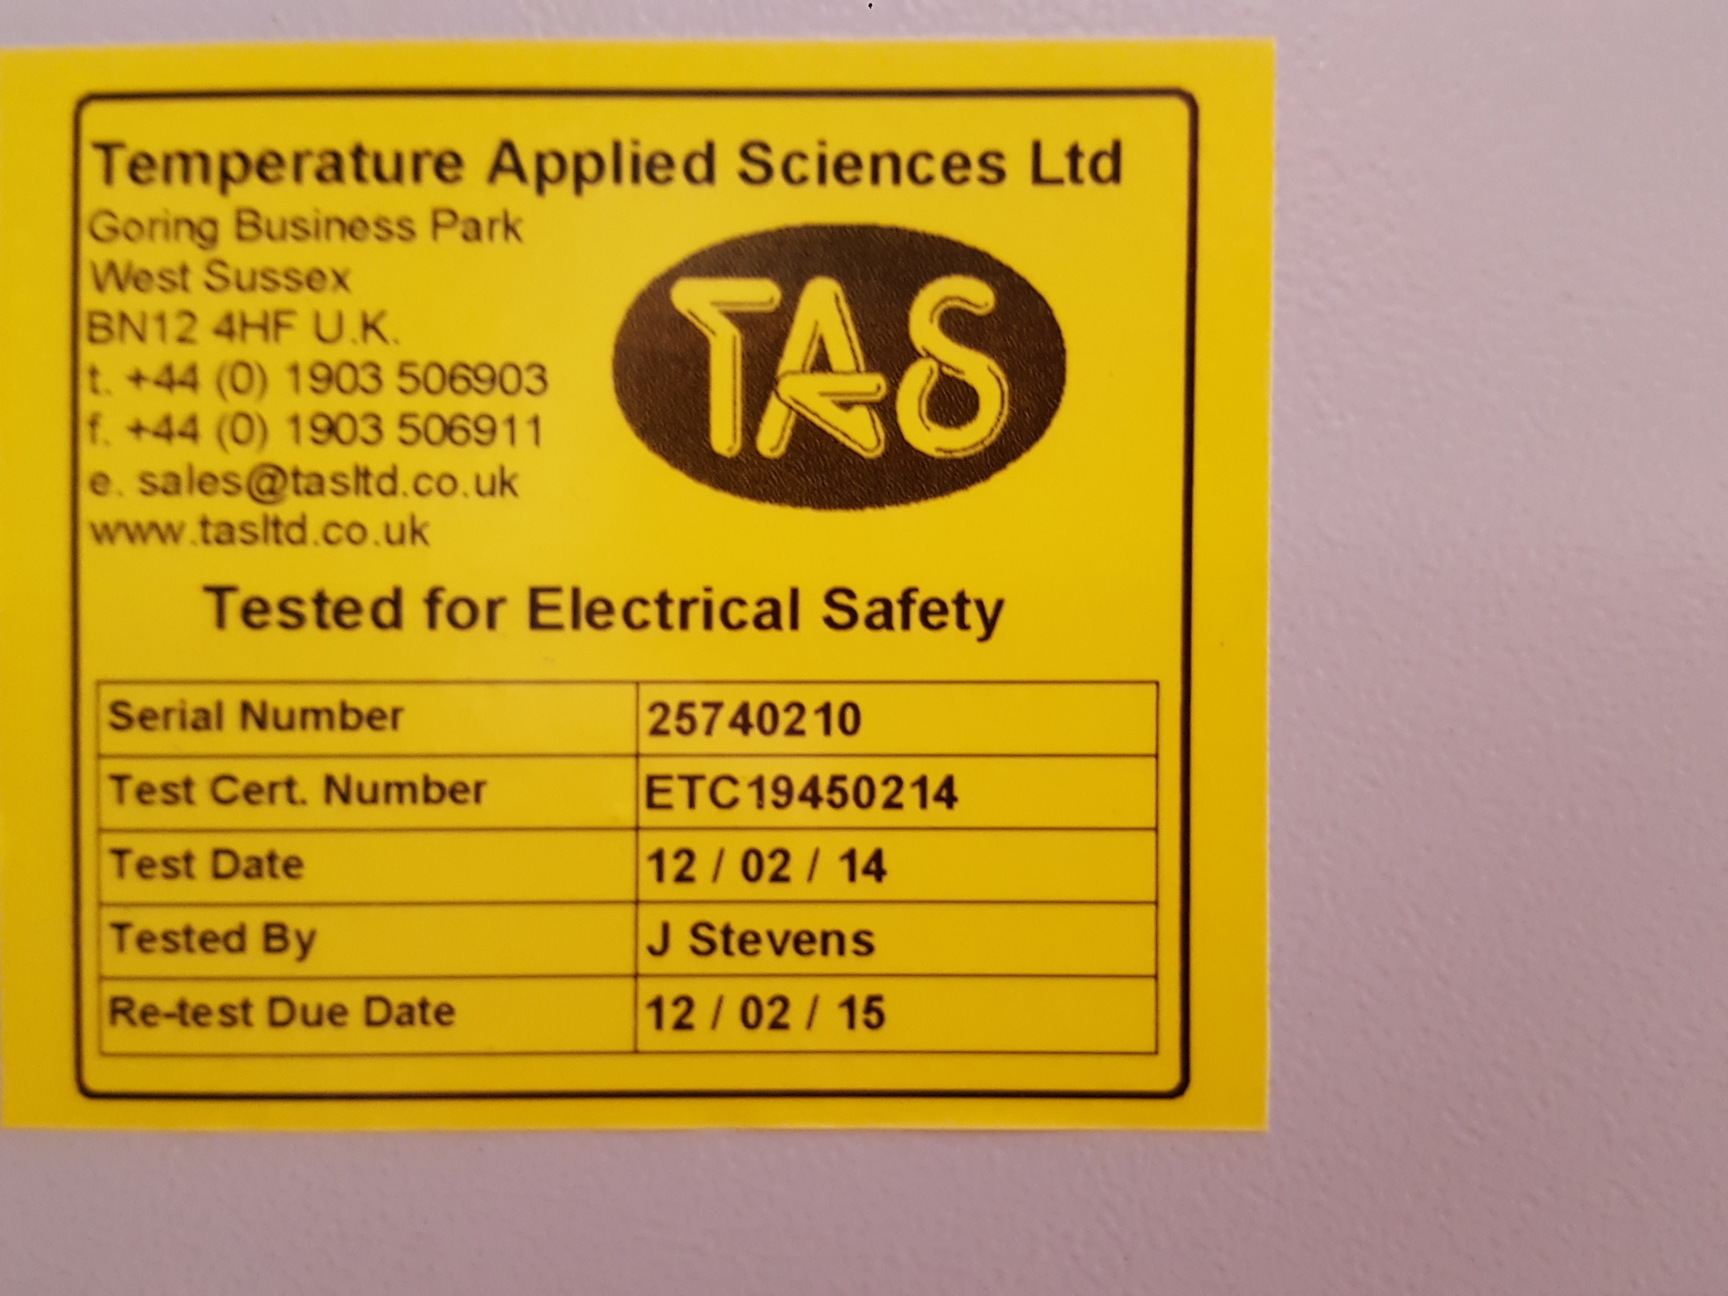 Temperature Applied Sciences Ltd
Goring Business Park
West Sussex
BN12 4HF U.K.
t. +44 (0) 1903 506903
f. +44 (0) 1903 506911
e. sales@tasltd.co.uk
www.tasltd.co.uk
TAS
Tested for Electrical Safety
Serial Number 25740210
Test Cert. Number ETC19450214
Test Date 12 / 02 / 14
Tested By J Stevens
Re-test Due Date 12 / 02 / 15